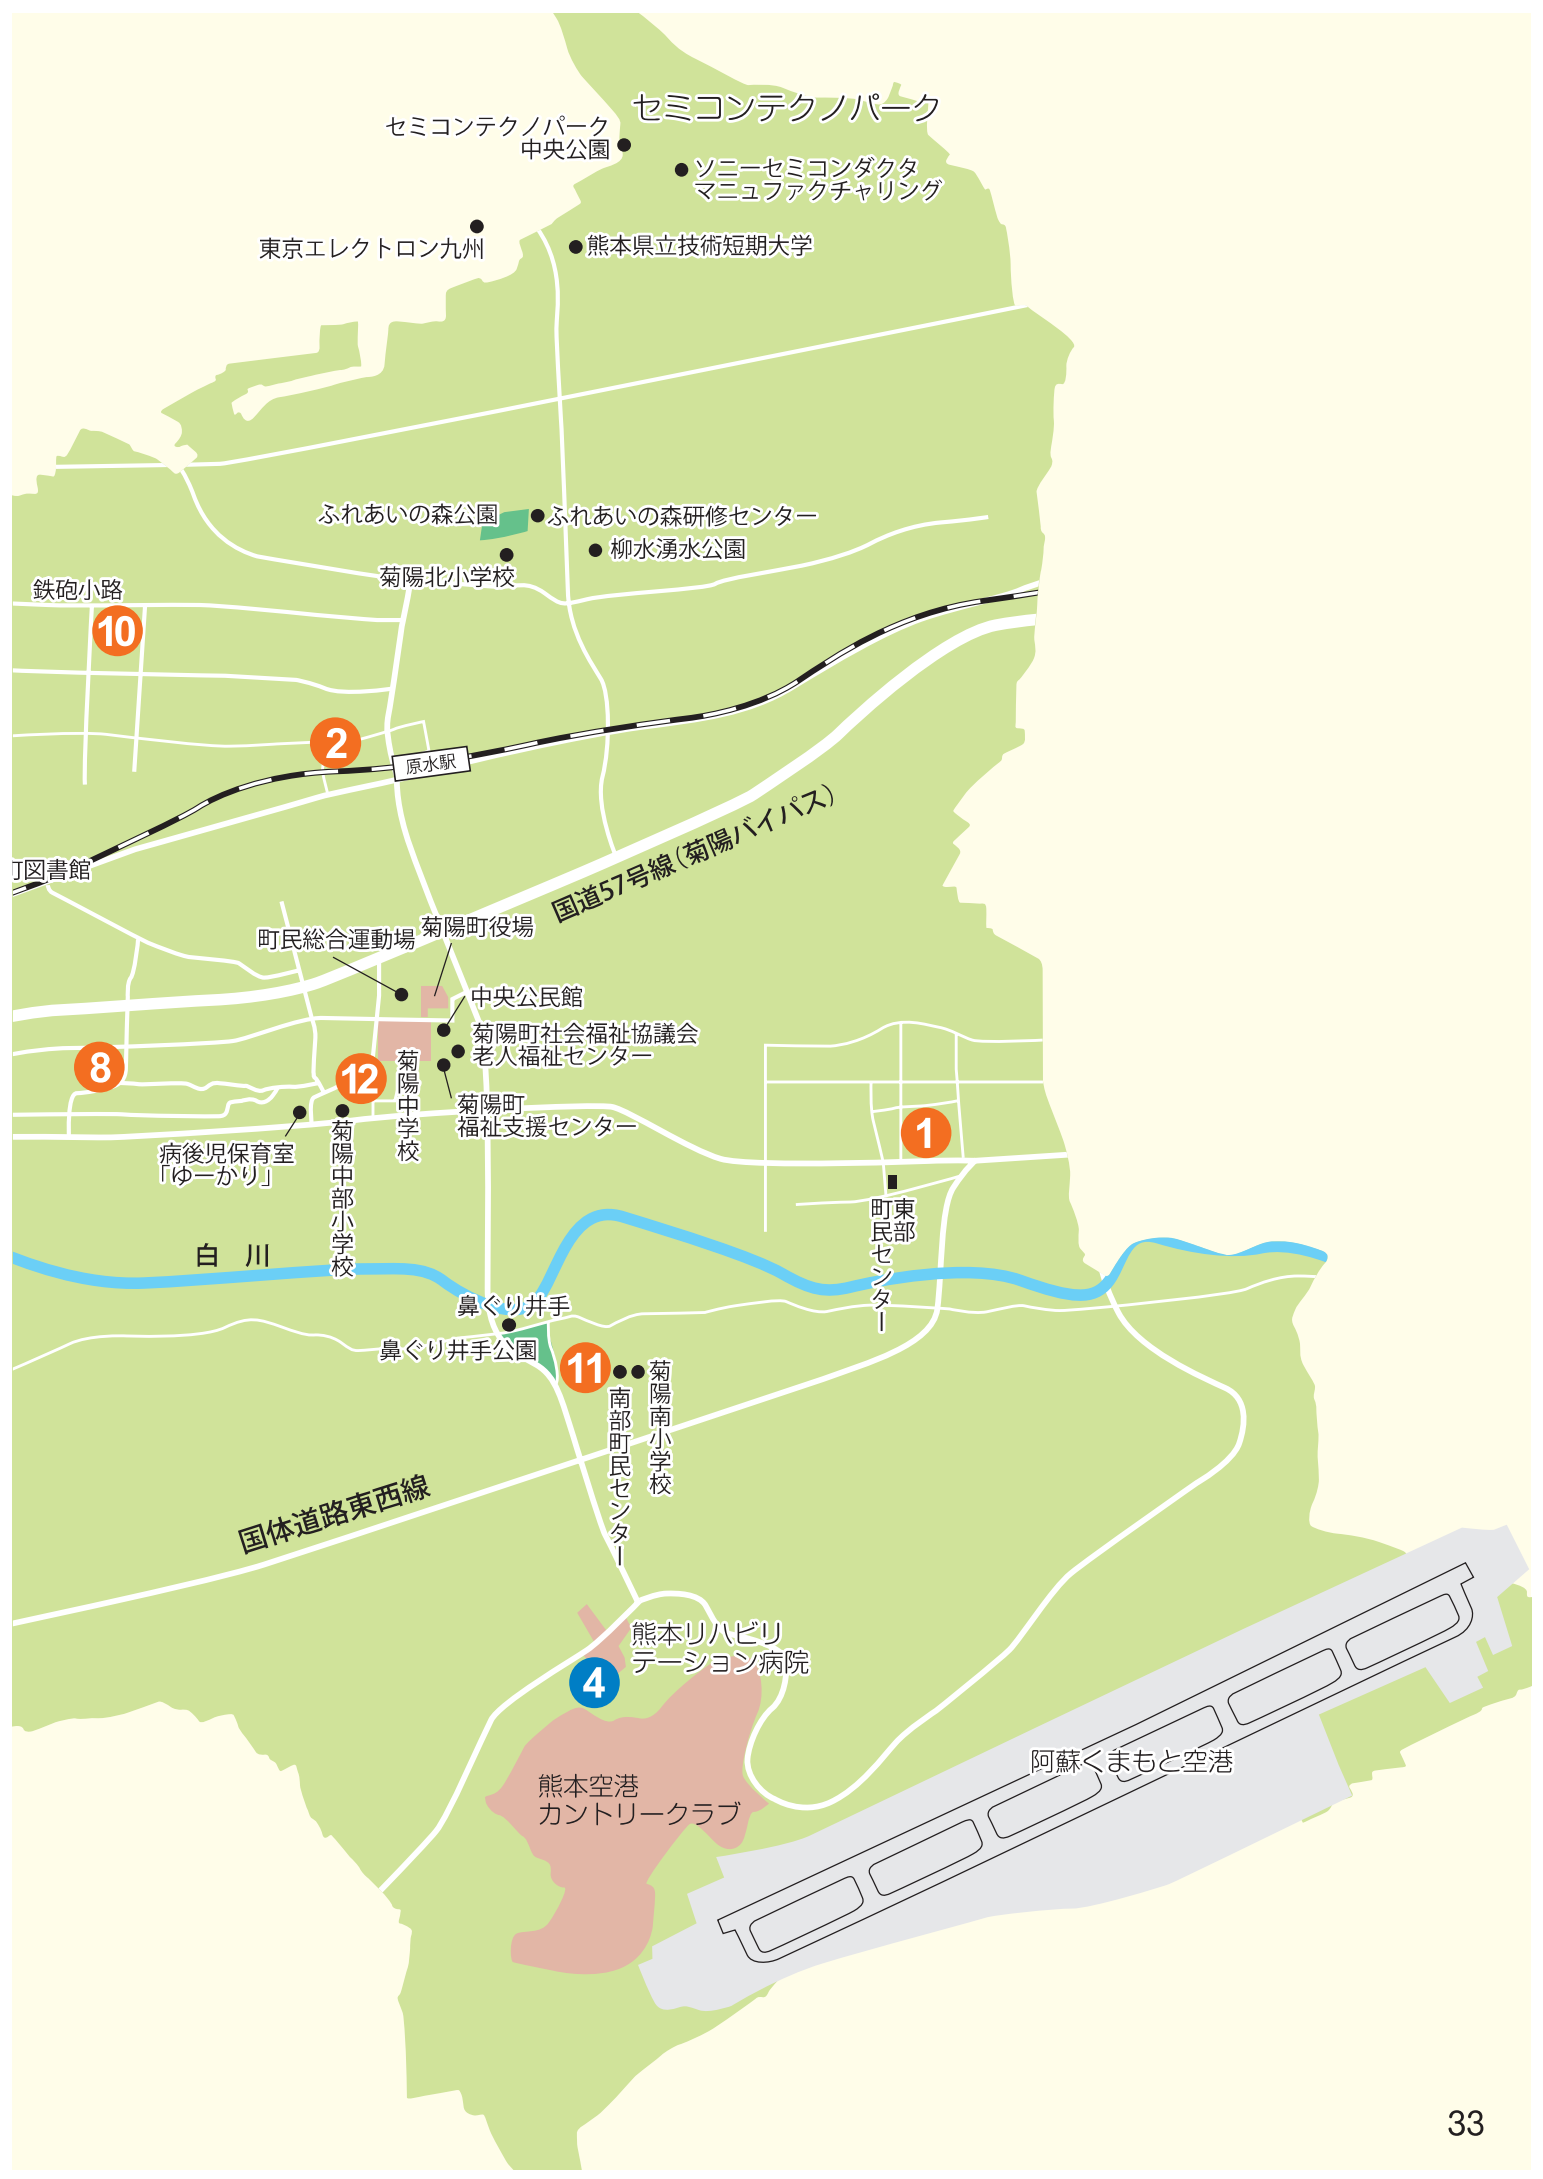 セミコンテクノパーク
セミコンテクノパーク
中央公園
ソニーセミコンダクタ
マニュファクチャリング
東京エレクトロン九州
熊本県立技術短期大学
ふれあいの森公園
ふれあいの森研修センター
柳水湧水公園
菊陽北小学校
鉄砲小路
10
2
原水駅
町図書館
国道57号線(菊陽バイパス)
菊陽町役場
町民総合運動場
中央公民館
菊陽町社会福祉協議会
老人福祉センター
8
12
菊陽中学校
菊陽町
福祉支援センター
1
病後児保育室
「ゆーかり」
菊陽中部小学校
東部
町民センター
白 川
鼻ぐり井手
鼻ぐり井手公園
11
菊陽南小学校
南部町民センター
国体道路東西線
熊本リハビリ
テーション病院
4
阿蘇くまもと空港
熊本空港
カントリークラブ
33